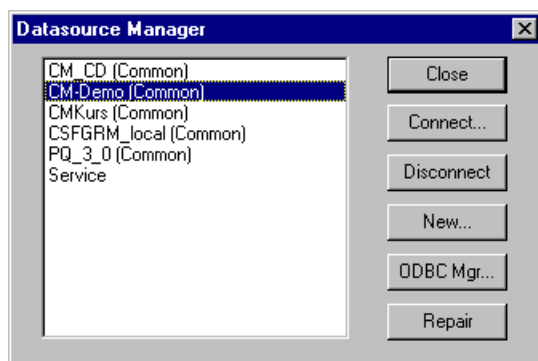 Datasource Manager
CM_CD (Common)
CM-Demo (Common)
CMKurs (Common)
CSFGRM_local (Common)
PQ_3_0 (Common)
Service
Close
Connect...
Disconnect
New...
ODBC Mgr...
Repair